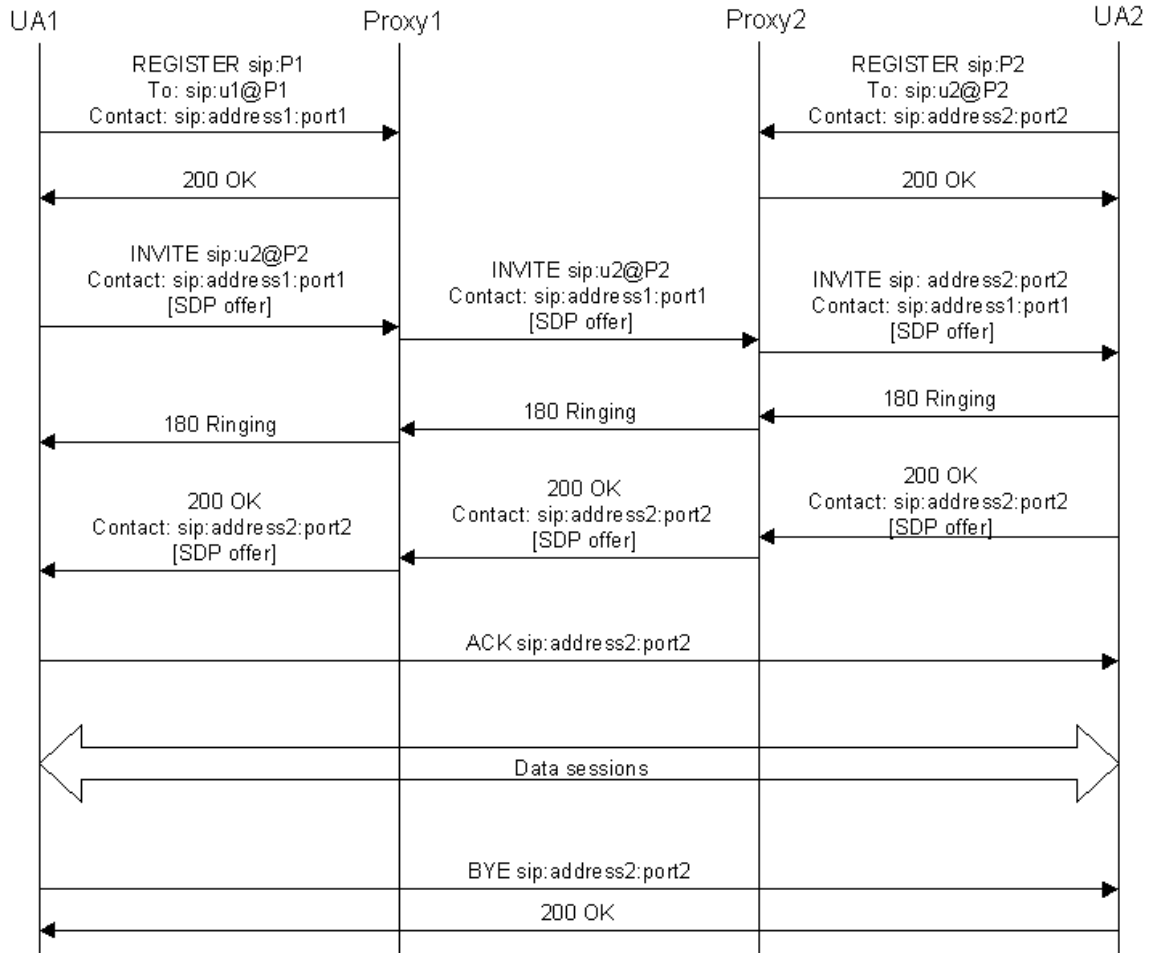 UA1
Proxy1
Proxy2
UA2
REGISTER sip:P1
To: sip:u1@P1
Contact: sip:address1:port1
REGISTER sip:P2
To: sip:u2@P2
Contact: sip:address2:port2
200 OK
200 OK
INVITE sip:u2@P2
Contact: sip:address1:port1
[SDP offer]
INVITE sip:u2@P2
Contact: sip:address1:port1
[SDP offer]
INVITE sip: address2:port2
Contact: sip:address1:port1
[SDP offer]
180 Ringing
180 Ringing
180 Ringing
200 OK
Contact: sip:address2:port2
[SDP offer]
200 OK
Contact: sip:address2:port2
[SDP offer]
200 OK
Contact: sip:address2:port2
[SDP offer]
ACK sip:address2:port2
Data sessions
BYE sip:address2:port2
200 OK